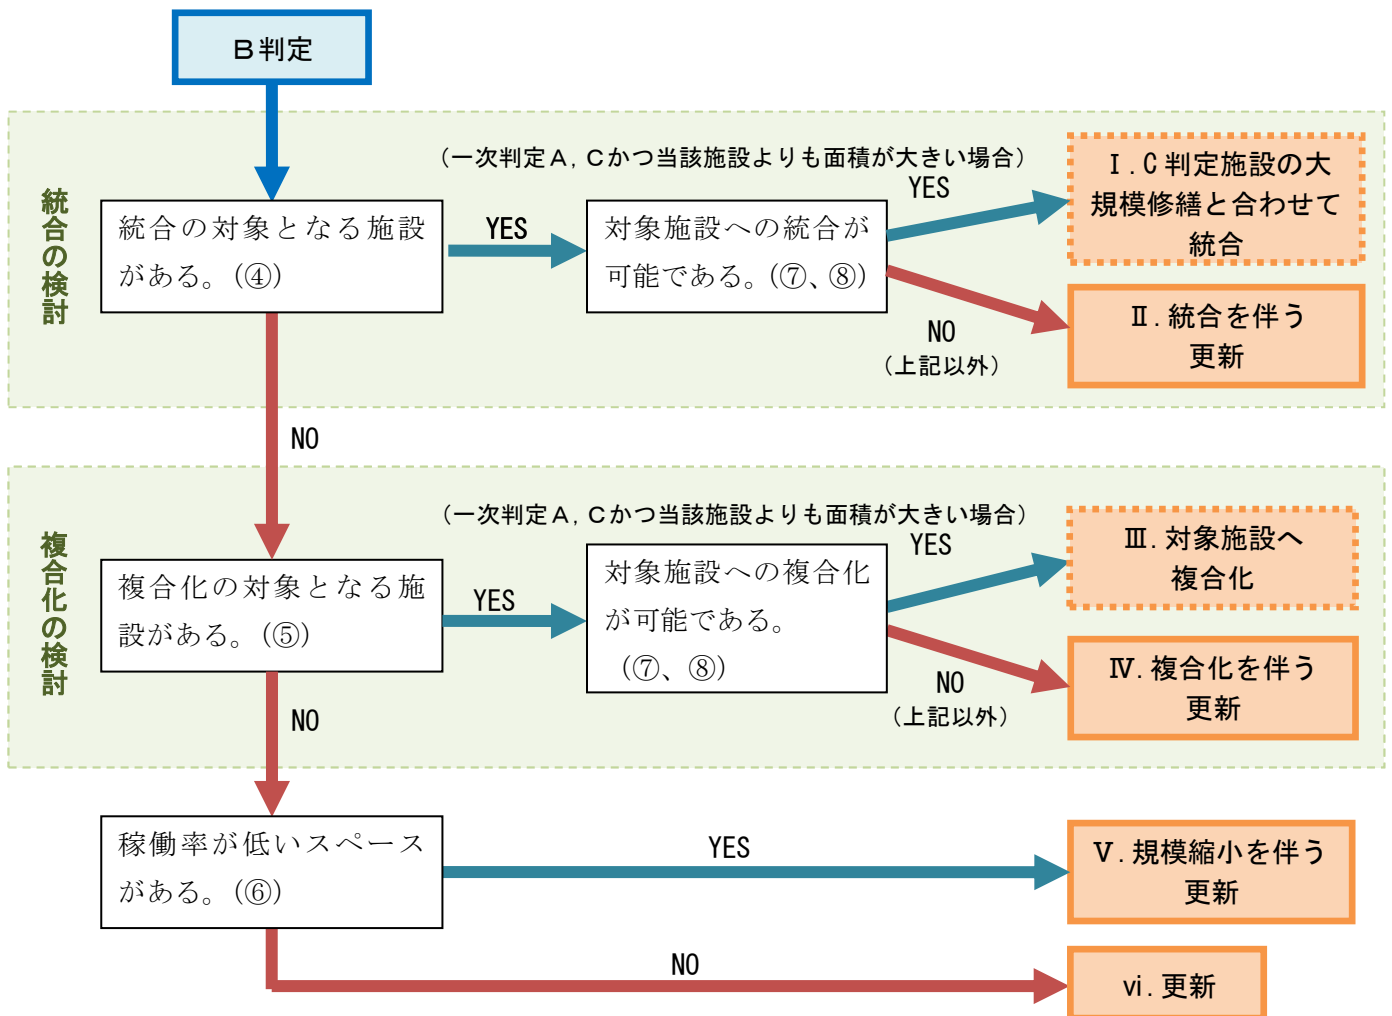 B判定
統合の検討
(一次判定A,Cかつ当該施設よりも面積が大きい場合)
YES
Ⅰ.C判定施設の大
規模修繕と合わせて
統合
統合の対象となる施設
がある。(④)
YES
対象施設への統合が
可能である。(⑦、⑧)
NO
(上記以外)
Ⅱ.統合を伴う
更新
NO
複合化の検討
(一次判定A,Cかつ当該施設よりも面積が大きい場合)
YES
Ⅲ.対象施設へ
複合化
複合化の対象となる施
設がある。(⑤)
YES
対象施設への複合化
が可能である。
(⑦、⑧)
NO
(上記以外)
Ⅳ.複合化を伴う
更新
NO
稼働率が低いスペース
がある。(⑥)
YES
Ⅴ.規模縮小を伴う
更新
NO
ⅵ.更新